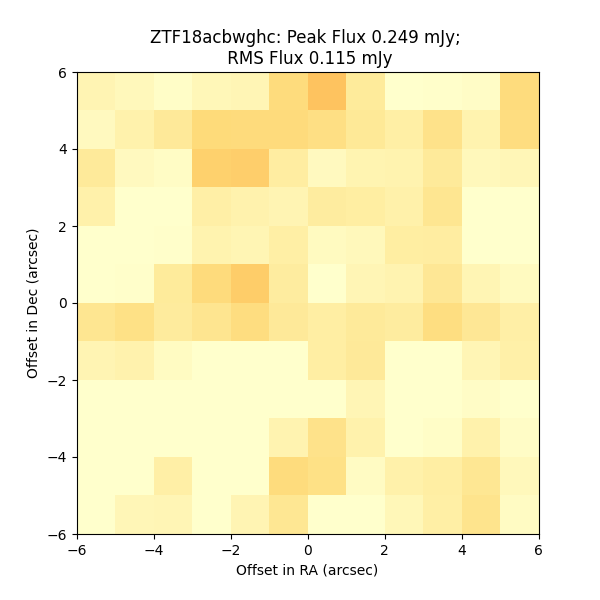 ZTF18acbwghc: Peak Flux 0.249 mJy;
RMS Flux 0.115 mJy
6
4
2
0
−2
−4
−6
Offset in Dec (arcsec)
−6 −4 −2 0 2 4 6
Offset in RA (arcsec)